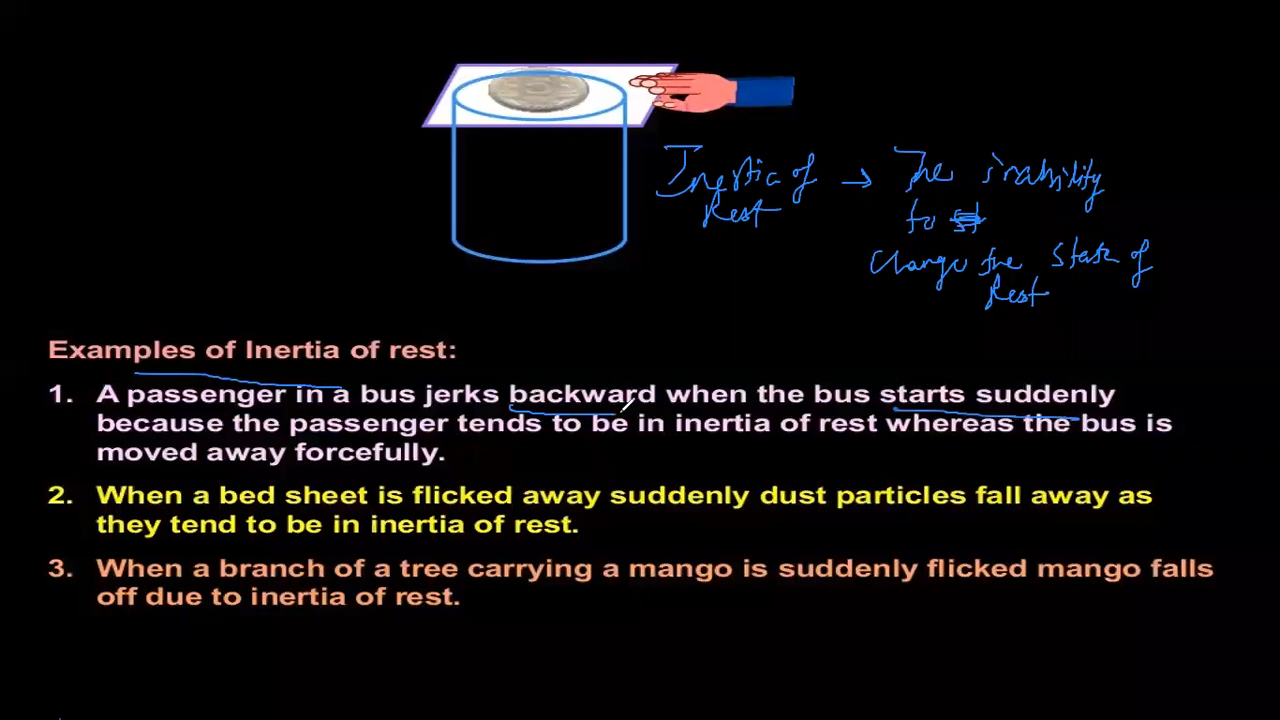 Inertia of
Rest
→ The inability
to
Change the State of
Rest
Examples of Inertia of rest:
1. A passenger in a bus jerks backward when the bus starts suddenly
because the passenger tends to be in inertia of rest whereas the bus is
moved away forcefully.
2. When a bed sheet is flicked away suddenly dust particles fall away as
they tend to be in inertia of rest.
3. When a branch of a tree carrying a mango is suddenly flicked mango falls
off due to inertia of rest.